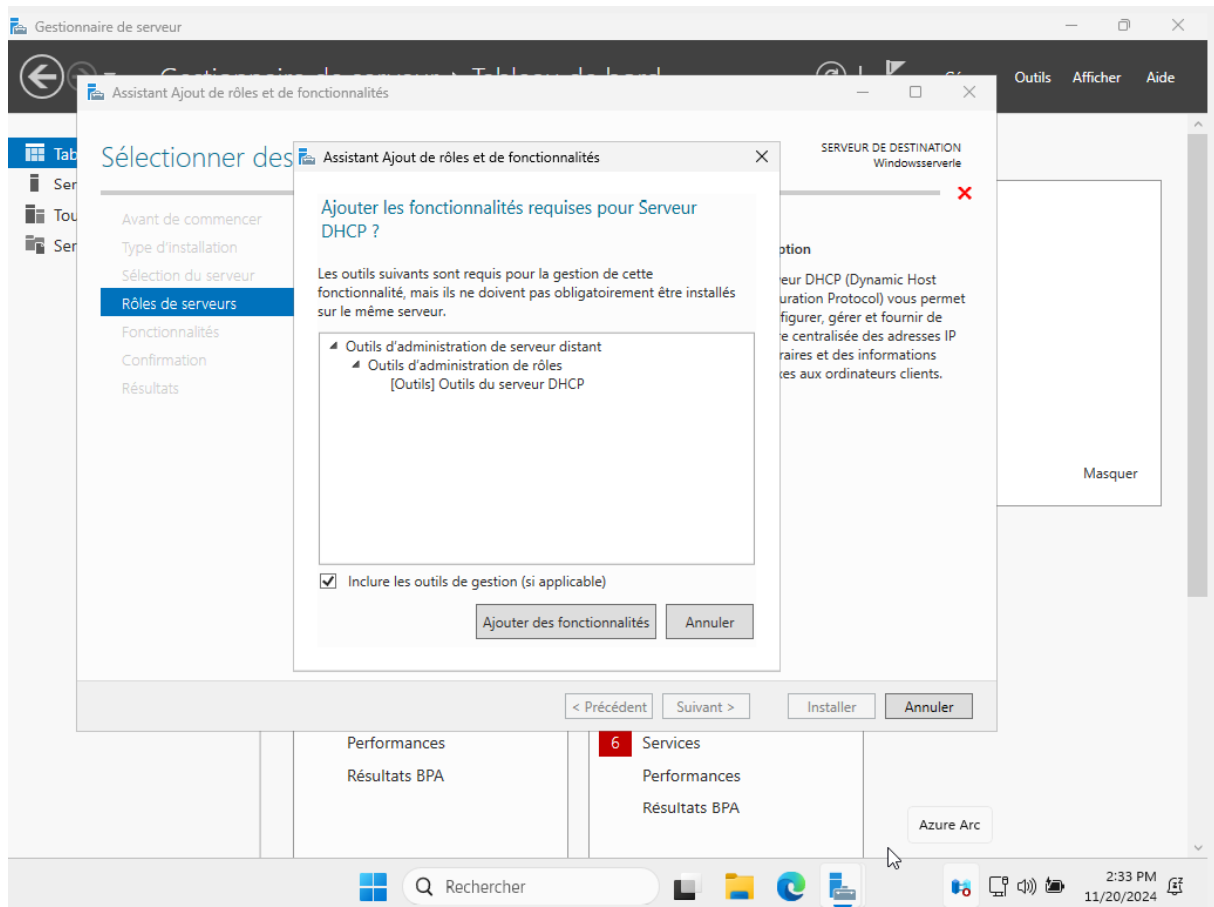 Gestionnaire de serveur
Outils Afficher Aide
Assistant Ajout de rôles et de fonctionnalités
Sélectionner des
SERVEUR DE DESTINATION
Windowsserverle
Avant de commencer
Type d'installation
Sélection du serveur
Rôles de serveurs
Fonctionnalités
Confirmation
Résultats
Tab
Ser
Tou
Ser
Assistant Ajout de rôles et de fonctionnalités
Ajouter les fonctionnalités requises pour Serveur
DHCP ?
Les outils suivants sont requis pour la gestion de cette
fonctionnalité, mais ils ne doivent pas obligatoirement être installés
sur le même serveur.
Outils d'administration de serveur distant
Outils d'administration de rôles
[Outils] Outils du serveur DHCP
Inclure les outils de gestion (si applicable)
Ajouter des fonctionnalités
Annuler
ption
eur DHCP (Dynamic Host
uration Protocol) vous permet
figurer, gérer et fournir de
e centralisée des adresses IP
raires et des informations
es aux ordinateurs clients.
Masquer
< Précédent
Suivant >
Installer
Annuler
Performances
Résultats BPA
6 Services
Performances
Résultats BPA
Azure Arc
Rechercher
2:33 PM
11/20/2024